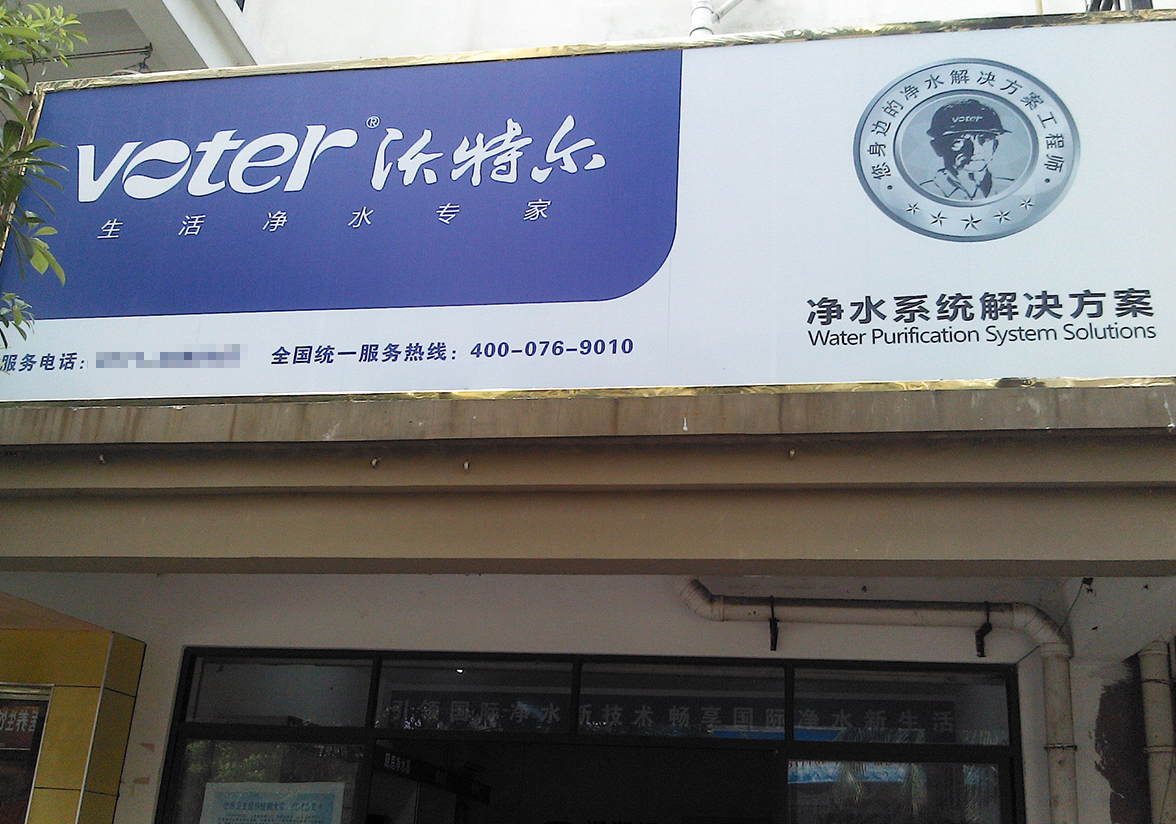 voter® 沃特尔
生活净水专家
服务电话:
全国统一服务热线：400-076-9010
·您身边的净水解决方案工程师·
voter
净水系统解决方案
Water Purification System Solutions
引领国际净水新技术 畅享国际净水新生活